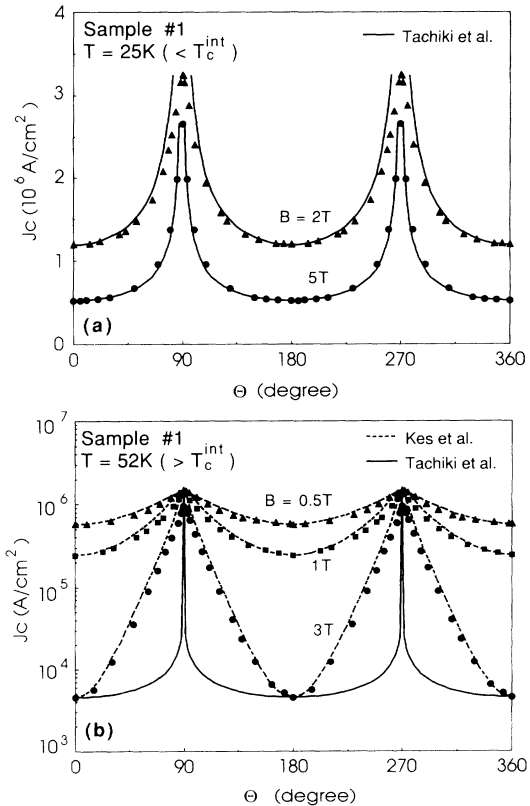 Sample #1
T = 25K ( < T_c^int )
Tachiki et al.
4
3
2
1
0
Jc (10^6 A/cm^2)
B = 2T
5T
(a)
0 90 180 270 360
Θ (degree)
Sample #1
T = 52K ( > T_c^int )
Kes et al.
Tachiki et al.
10^7
10^6
10^5
10^4
10^3
Jc (A/cm^2)
B = 0.5T
1T
3T
(b)
0 90 180 270 360
Θ (degree)